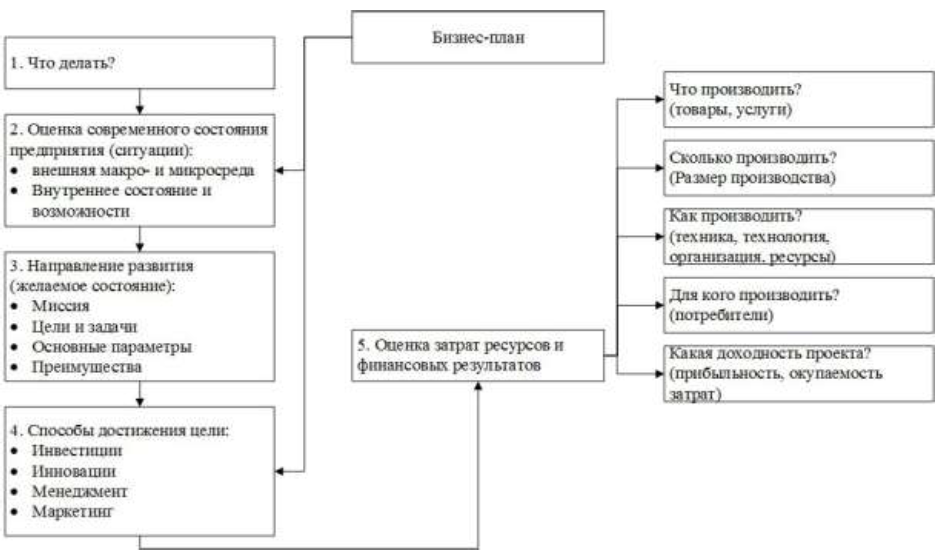 Бизнес-план
1. Что делать?
2. Оценка современного состояния
предприятия (ситуации):
• внешняя макро- и микросреда
• Внутреннее состояние и
возможности
3. Направление развития
(желаемое состояние):
• Миссия
• Цели и задачи
• Основные параметры
• Преимущества
4. Способы достижения цели:
• Инвестиции
• Инновации
• Менеджмент
• Маркетинг
5. Оценка затрат ресурсов и
финансовых результатов
Что производить?
(товары, услуги)
Сколько производить?
(Размер производства)
Как производить?
(техника, технология,
организация, ресурсы)
Для кого производить?
(потребители)
Какая доходность проекта?
(прибыльность, окупаемость
затрат)